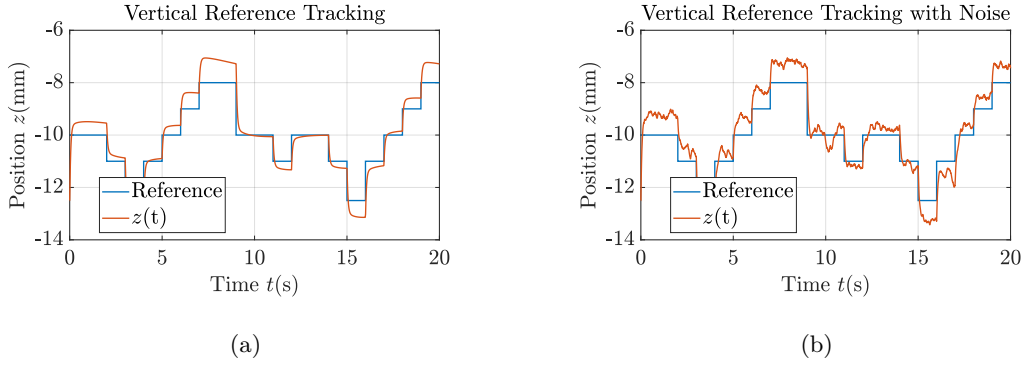 Vertical Reference Tracking
-6
-8
-10
-12
-14
Position z(mm)
Reference
z(t)
0
5
10
15
20
Time t(s)
(a)
Vertical Reference Tracking with Noise
-6
-8
-10
-12
-14
Position z(mm)
Reference
z(t)
0
5
10
15
20
Time t(s)
(b)